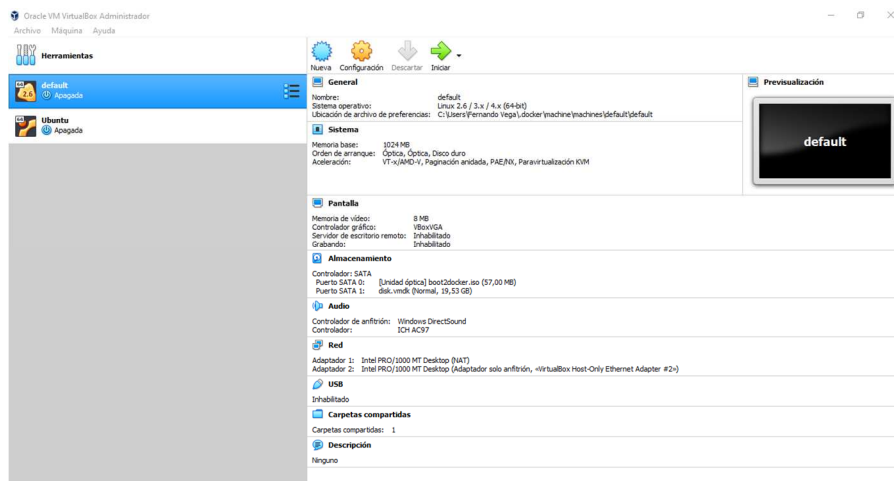 Oracle VM VirtualBox Administrador
Archivo Máquina Ayuda
Herramientas
Nueva Configuración Descartar Iniciar
64
2.6
default
Apagada
64
Ubuntu
Apagada
General
Nombre: default
Sistema operativo: Linux 2.6 / 3.x / 4.x (64-bit)
Ubicación de archivo de preferencias: C:\Users\Fernando Vega\.docker\machine\machines\default\default
Previsualización
default
Sistema
Memoria base: 1024 MB
Orden de arranque: Óptica, Óptica, Disco duro
Aceleración: VT-x/AMD-V, Paginación anidada, PAE/NX, Paravirtualización KVM
Pantalla
Memoria de vídeo: 8 MB
Controlador gráfico: VBoxVGA
Servidor de escritorio remoto: Inhabilitado
Grabando: Inhabilitado
Almacenamiento
Controlador: SATA
Puerto SATA 0: [Unidad óptica] boot2docker.iso (57,00 MB)
Puerto SATA 1: disk.vmdk (Normal, 19,53 GB)
Audio
Controlador de anfitrión: Windows DirectSound
Controlador: ICH AC97
Red
Adaptador 1: Intel PRO/1000 MT Desktop (NAT)
Adaptador 2: Intel PRO/1000 MT Desktop (Adaptador solo anfitrión, «VirtualBox Host-Only Ethernet Adapter #2»)
USB
Inhabilitado
Carpetas compartidas
Carpetas compartidas: 1
Descripción
Ninguno